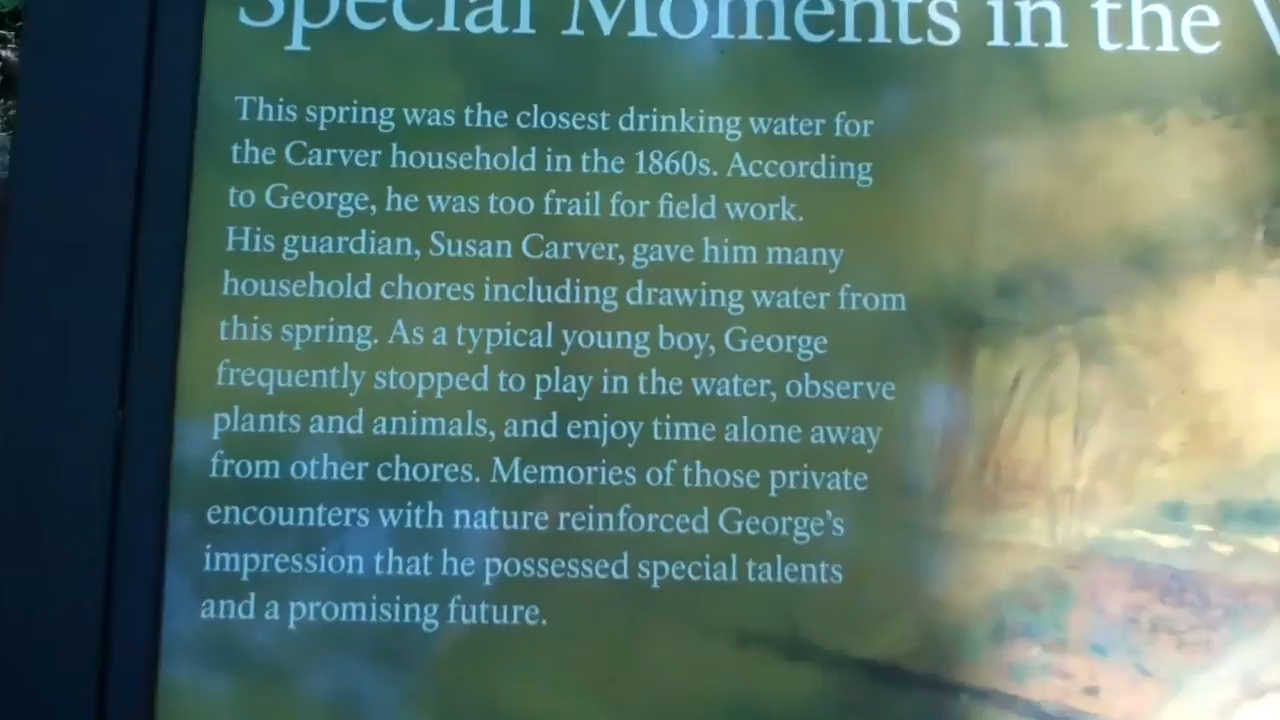 Special Moments in the
This spring was the closest drinking water for
the Carver household in the 1860s. According
to George, he was too frail for field work.
His guardian, Susan Carver, gave him many
household chores including drawing water from
this spring. As a typical young boy, George
frequently stopped to play in the water, observe
plants and animals, and enjoy time alone away
from other chores. Memories of those private
encounters with nature reinforced George’s
impression that he possessed special talents
and a promising future.